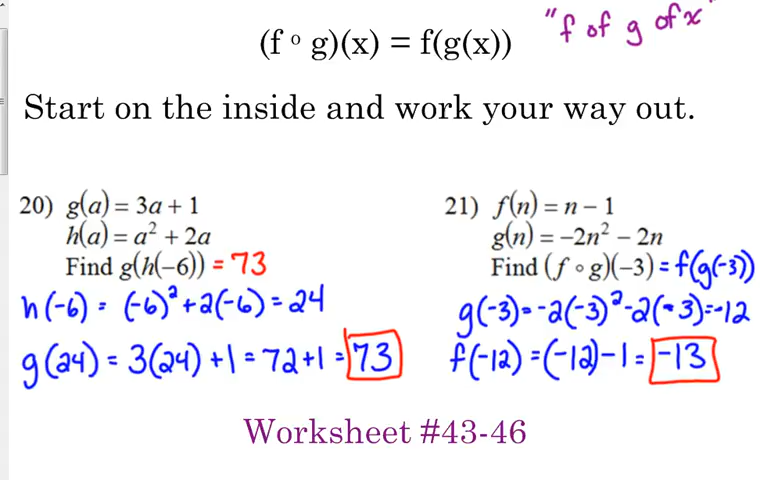 (f ∘ g)(x) = f(g(x))
"f of g of x"
Start on the inside and work your way out.
20) g(a) = 3a + 1
h(a) = a² + 2a
Find g(h(−6)) = 73
h(-6) = (-6)² + 2(-6) = 24
g(24) = 3(24) + 1 = 72 + 1 = 73
21) f(n) = n − 1
g(n) = −2n² − 2n
Find (f ∘ g)(−3) = f(g(-3))
g(-3) = -2(-3)² - 2(-3) = -12
f(-12) = (-12) - 1 = -13
Worksheet #43-46